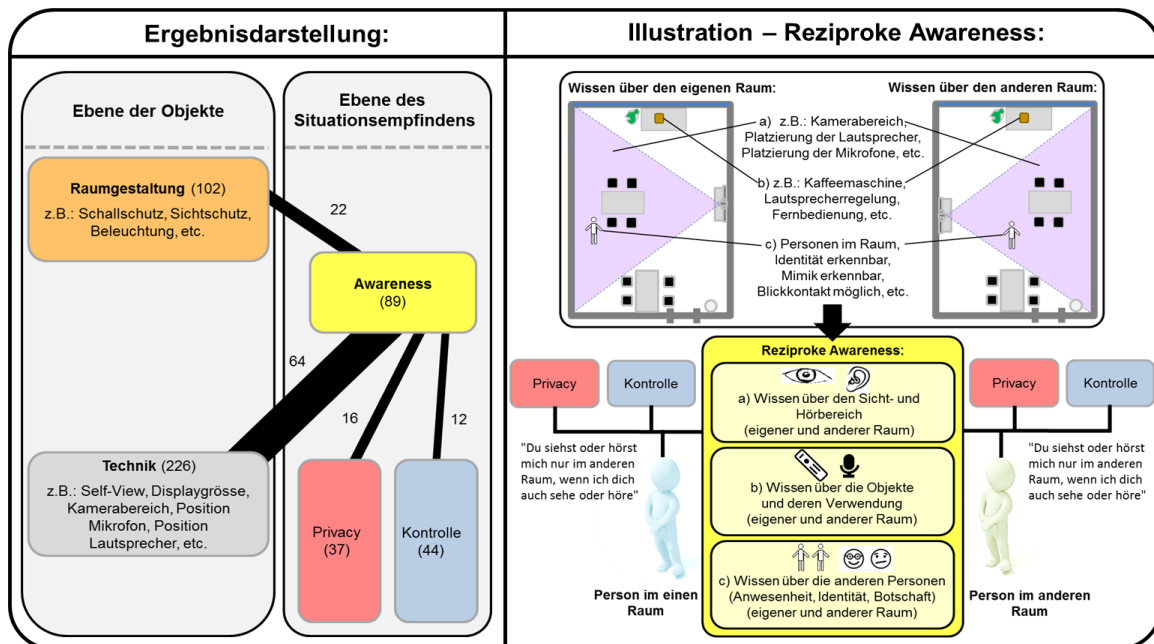 Ergebnisdarstellung:
Ebene der Objekte
Ebene des
Situationsempfindens
Raumgestaltung (102)
z.B.: Schallschutz, Sichtschutz,
Beleuchtung, etc.
22
Awareness
(89)
64
16
12
Technik (226)
z.B.: Self-View, Displaygrösse,
Kamerabereich, Position
Mikrofon, Position
Lautsprecher, etc.
Privacy
(37)
Kontrolle
(44)
Illustration – Reziproke Awareness:
Wissen über den eigenen Raum:
Wissen über den anderen Raum:
a) z.B.: Kamerabereich,
Platzierung der Lautsprecher,
Platzierung der Mikrofone, etc.
b) z.B.: Kaffeemaschine,
Lautsprecherregelung,
Fernbedienung, etc.
c) Personen im Raum,
Identität erkennbar,
Mimik erkennbar,
Blickkontakt möglich, etc.
Privacy
Kontrolle
"Du siehst oder hörst
mich nur im anderen
Raum, wenn ich dich
auch sehe oder höre"
Person im einen
Raum
Reziproke Awareness:
a) Wissen über den Sicht- und
Hörbereich
(eigener und anderer Raum)
b) Wissen über die Objekte
und deren Verwendung
(eigener und anderer Raum)
c) Wissen über die anderen Personen
(Anwesenheit, Identität, Botschaft)
(eigener und anderer Raum)
Privacy
Kontrolle
"Du siehst oder hörst
mich nur im anderen
Raum, wenn ich dich
auch sehe oder höre"
Person im anderen
Raum